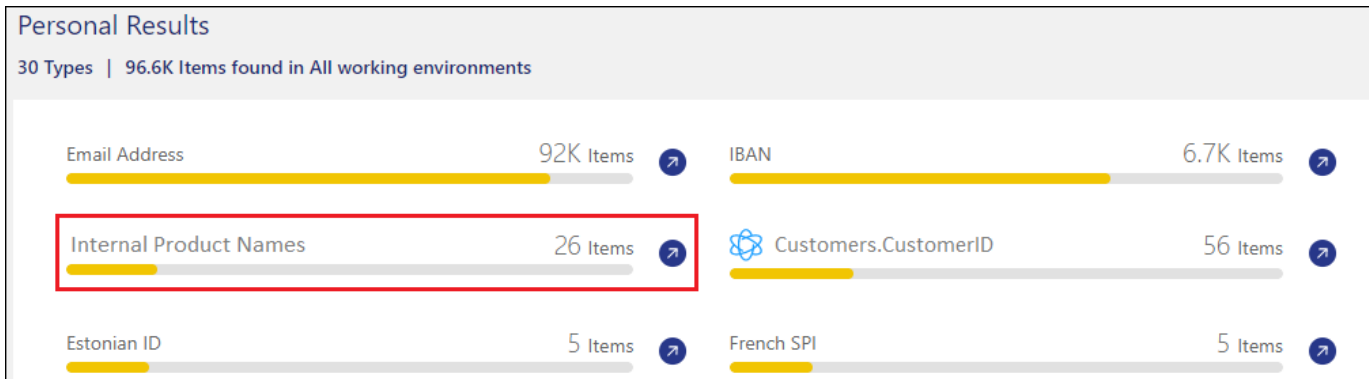 Personal Results
30 Types | 96.6K Items found in All working environments
Email Address 92K Items
IBAN 6.7K Items
Internal Product Names 26 Items
Customers.CustomerID 56 Items
Estonian ID 5 Items
French SPI 5 Items